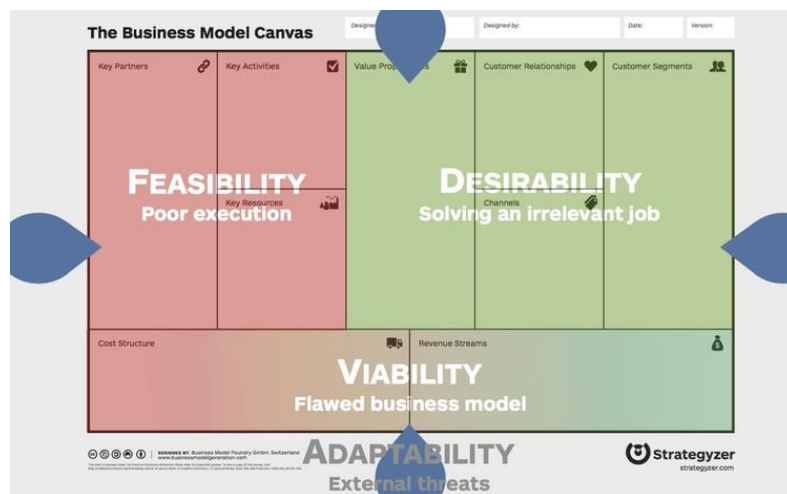 The Business Model Canvas
Designed by:
Date:
Version:
Key Partners
Key Activities
Value
Customer Relationships
Customer Segments
FEASIBILITY
Poor execution
DESIRABILITY
Solving an irrelevant job
Key Resources
Channels
Cost Structure
Revenue Streams
VIABILITY
Flawed business model
DESIGNED BY: Business Model Foundry GmbH, Switzerland
www.businessmodelgeneration.com
ADAPTABILITY
External threats
Strategyzer
strategyzer.com